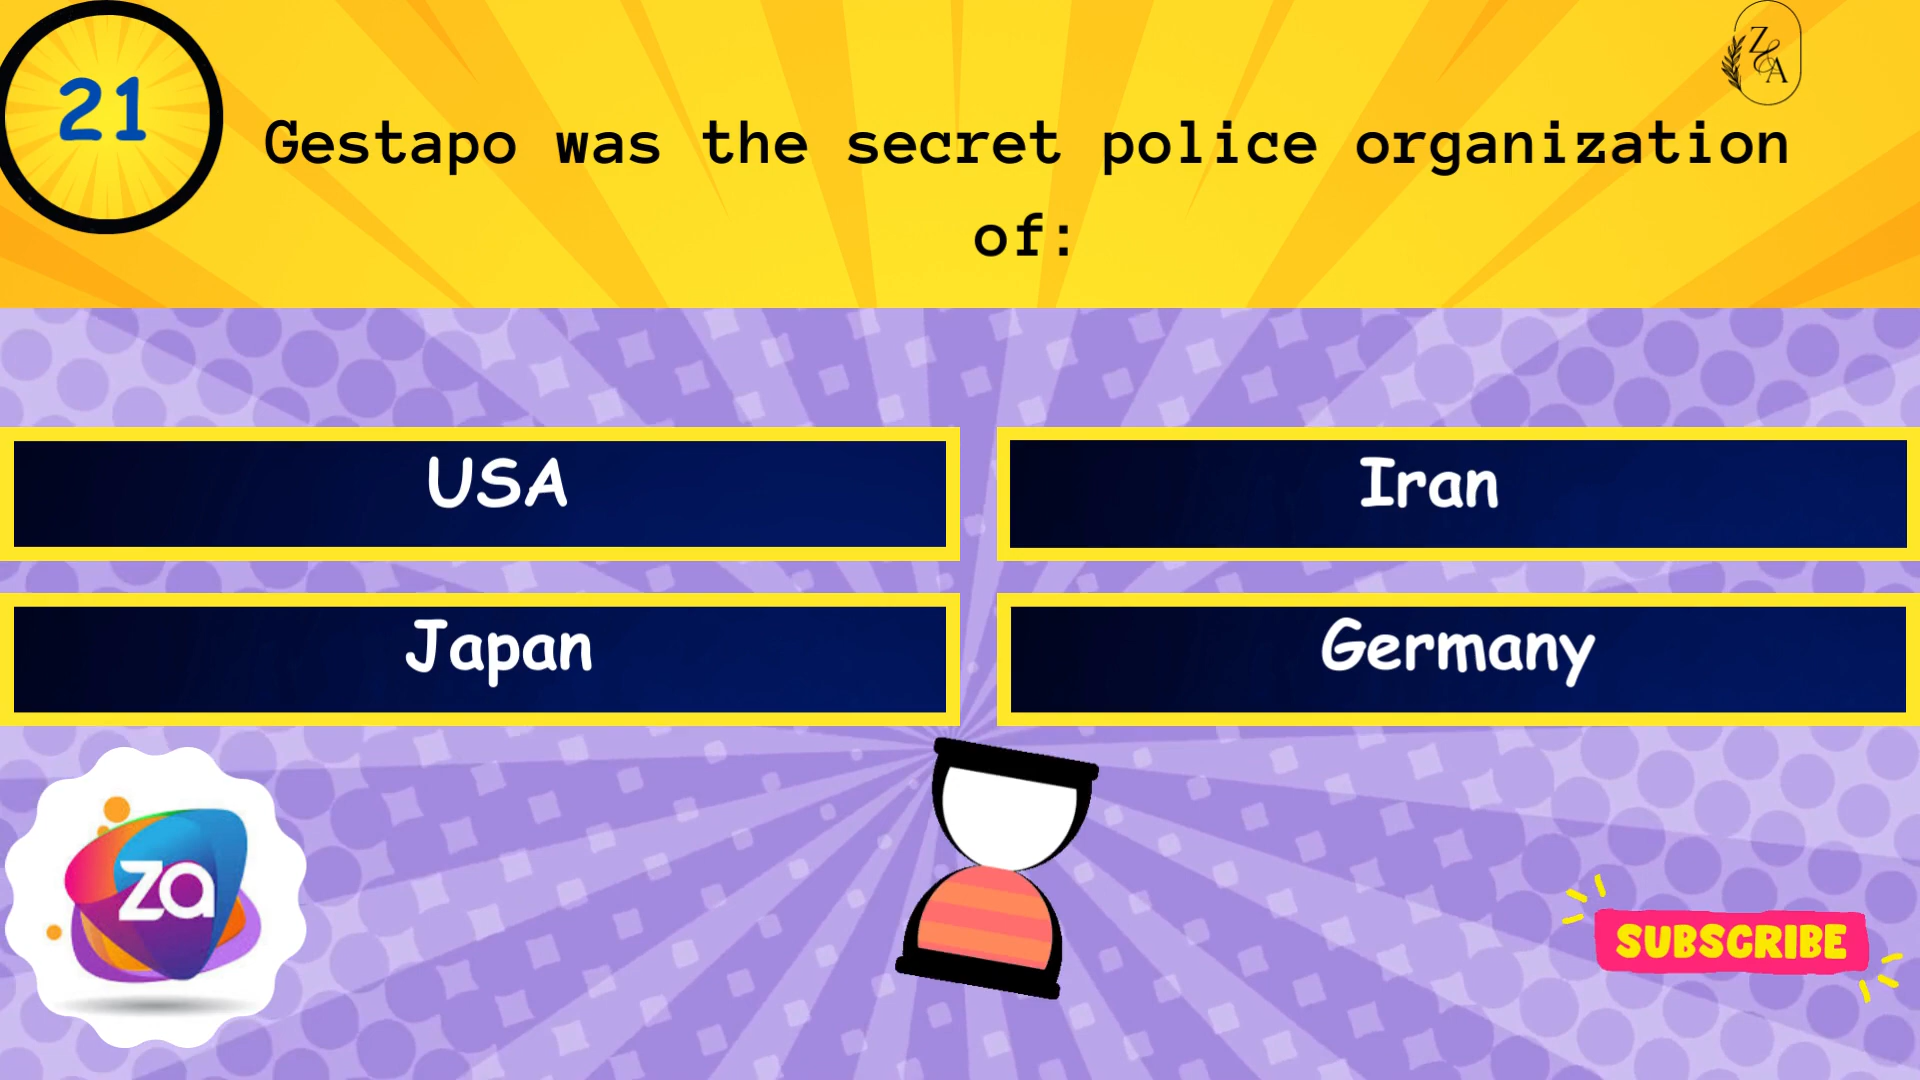 21
Z&A
Gestapo was the secret police organization
of:
USA
Iran
Japan
Germany
za
SUBSCRIBE